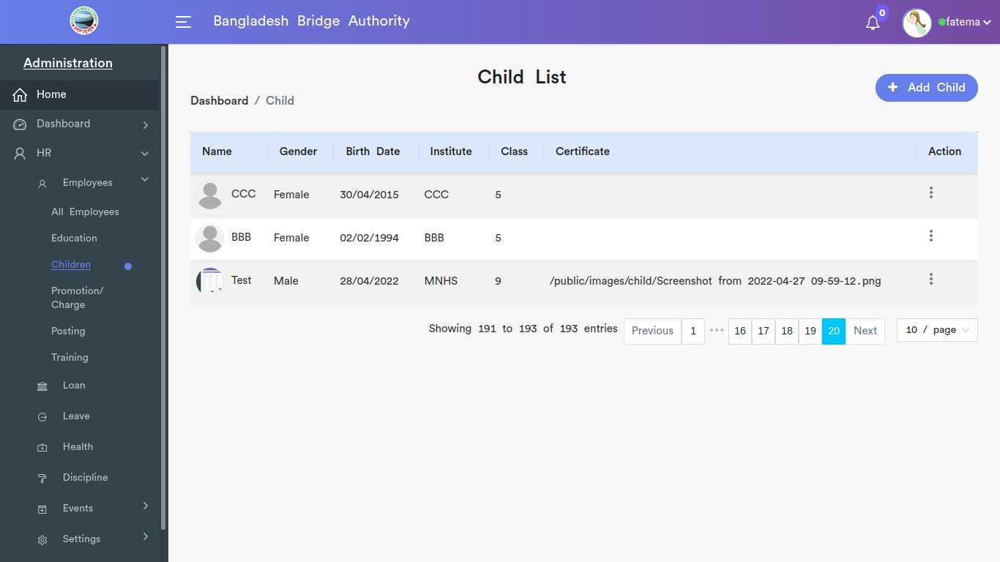 Bangladesh Bridge Authority
0
fatema
Administration
Home
Dashboard
HR
Employees
All Employees
Education
Children
Promotion/
Charge
Posting
Training
Loan
Leave
Health
Discipline
Events
Settings
Child List
Dashboard / Child
+ Add Child
Name Gender Birth Date Institute Class Certificate Action
CCC Female 30/04/2015 CCC 5
BBB Female 02/02/1994 BBB 5
Test Male 28/04/2022 MNHS 9 /public/images/child/Screenshot from 2022-04-27 09-59-12.png
Showing 191 to 193 of 193 entries Previous 1 ••• 16 17 18 19 20 Next 10 / page